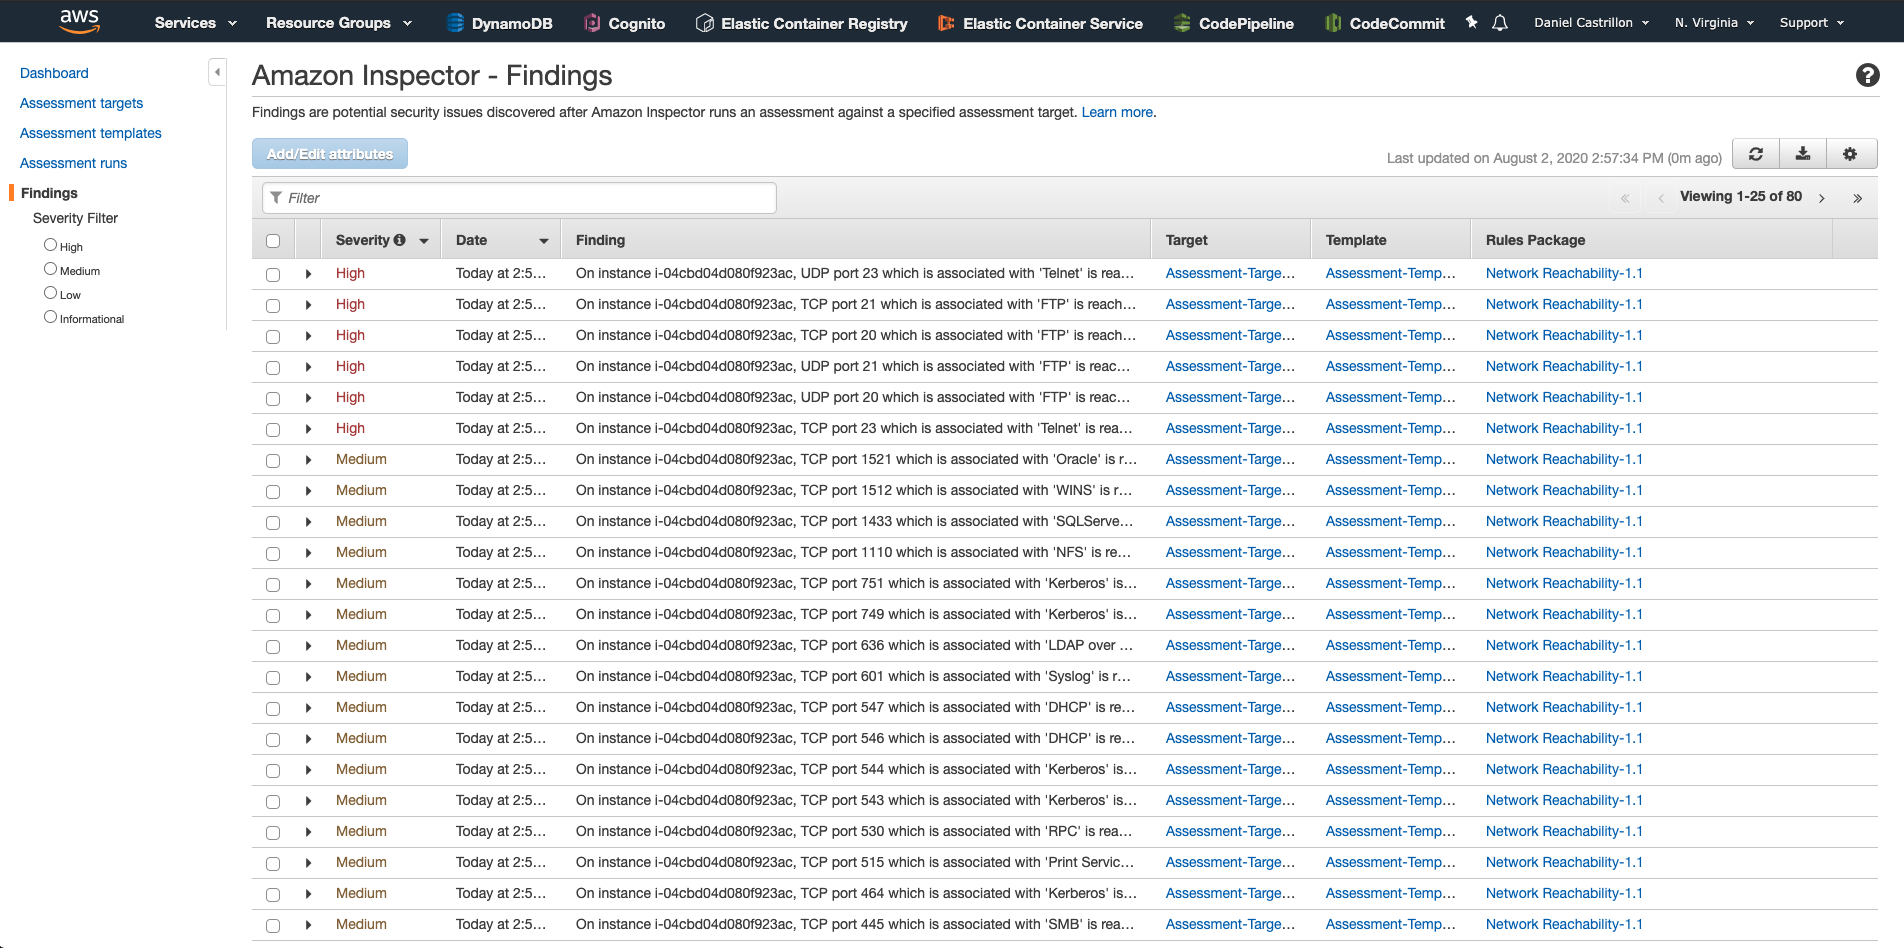 aws Services Resource Groups DynamoDB Cognito Elastic Container Registry Elastic Container Service CodePipeline CodeCommit Daniel Castrillon N. Virginia Support
Dashboard
Assessment targets
Assessment templates
Assessment runs
Findings
Severity Filter
High
Medium
Low
Informational
Amazon Inspector - Findings
Findings are potential security issues discovered after Amazon Inspector runs an assessment against a specified assessment target. Learn more.
Add/Edit attributes
Last updated on August 2, 2020 2:57:34 PM (0m ago)
Filter
« ‹ Viewing 1-25 of 80 › »
Severity Date Finding Target Template Rules Package
High Today at 2:5... On instance i-04cbd04d080f923ac, UDP port 23 which is associated with 'Telnet' is rea... Assessment-Targe... Assessment-Temp... Network Reachability-1.1
High Today at 2:5... On instance i-04cbd04d080f923ac, TCP port 21 which is associated with 'FTP' is reach... Assessment-Targe... Assessment-Temp... Network Reachability-1.1
High Today at 2:5... On instance i-04cbd04d080f923ac, TCP port 20 which is associated with 'FTP' is reach... Assessment-Targe... Assessment-Temp... Network Reachability-1.1
High Today at 2:5... On instance i-04cbd04d080f923ac, UDP port 21 which is associated with 'FTP' is reac... Assessment-Targe... Assessment-Temp... Network Reachability-1.1
High Today at 2:5... On instance i-04cbd04d080f923ac, UDP port 20 which is associated with 'FTP' is reac... Assessment-Targe... Assessment-Temp... Network Reachability-1.1
High Today at 2:5... On instance i-04cbd04d080f923ac, TCP port 23 which is associated with 'Telnet' is rea... Assessment-Targe... Assessment-Temp... Network Reachability-1.1
Medium Today at 2:5... On instance i-04cbd04d080f923ac, TCP port 1521 which is associated with 'Oracle' is r... Assessment-Targe... Assessment-Temp... Network Reachability-1.1
Medium Today at 2:5... On instance i-04cbd04d080f923ac, TCP port 1512 which is associated with 'WINS' is r... Assessment-Targe... Assessment-Temp... Network Reachability-1.1
Medium Today at 2:5... On instance i-04cbd04d080f923ac, TCP port 1433 which is associated with 'SQLServe... Assessment-Targe... Assessment-Temp... Network Reachability-1.1
Medium Today at 2:5... On instance i-04cbd04d080f923ac, TCP port 1110 which is associated with 'NFS' is re... Assessment-Targe... Assessment-Temp... Network Reachability-1.1
Medium Today at 2:5... On instance i-04cbd04d080f923ac, TCP port 751 which is associated with 'Kerberos' is... Assessment-Targe... Assessment-Temp... Network Reachability-1.1
Medium Today at 2:5... On instance i-04cbd04d080f923ac, TCP port 749 which is associated with 'Kerberos' is... Assessment-Targe... Assessment-Temp... Network Reachability-1.1
Medium Today at 2:5... On instance i-04cbd04d080f923ac, TCP port 636 which is associated with 'LDAP over ... Assessment-Targe... Assessment-Temp... Network Reachability-1.1
Medium Today at 2:5... On instance i-04cbd04d080f923ac, TCP port 601 which is associated with 'Syslog' is r... Assessment-Targe... Assessment-Temp... Network Reachability-1.1
Medium Today at 2:5... On instance i-04cbd04d080f923ac, TCP port 547 which is associated with 'DHCP' is re... Assessment-Targe... Assessment-Temp... Network Reachability-1.1
Medium Today at 2:5... On instance i-04cbd04d080f923ac, TCP port 546 which is associated with 'DHCP' is re... Assessment-Targe... Assessment-Temp... Network Reachability-1.1
Medium Today at 2:5... On instance i-04cbd04d080f923ac, TCP port 544 which is associated with 'Kerberos' is... Assessment-Targe... Assessment-Temp... Network Reachability-1.1
Medium Today at 2:5... On instance i-04cbd04d080f923ac, TCP port 543 which is associated with 'Kerberos' is... Assessment-Targe... Assessment-Temp... Network Reachability-1.1
Medium Today at 2:5... On instance i-04cbd04d080f923ac, TCP port 530 which is associated with 'RPC' is rea... Assessment-Targe... Assessment-Temp... Network Reachability-1.1
Medium Today at 2:5... On instance i-04cbd04d080f923ac, TCP port 515 which is associated with 'Print Servic... Assessment-Targe... Assessment-Temp... Network Reachability-1.1
Medium Today at 2:5... On instance i-04cbd04d080f923ac, TCP port 464 which is associated with 'Kerberos' is... Assessment-Targe... Assessment-Temp... Network Reachability-1.1
Medium Today at 2:5... On instance i-04cbd04d080f923ac, TCP port 445 which is associated with 'SMB' is rea... Assessment-Targe... Assessment-Temp... Network Reachability-1.1